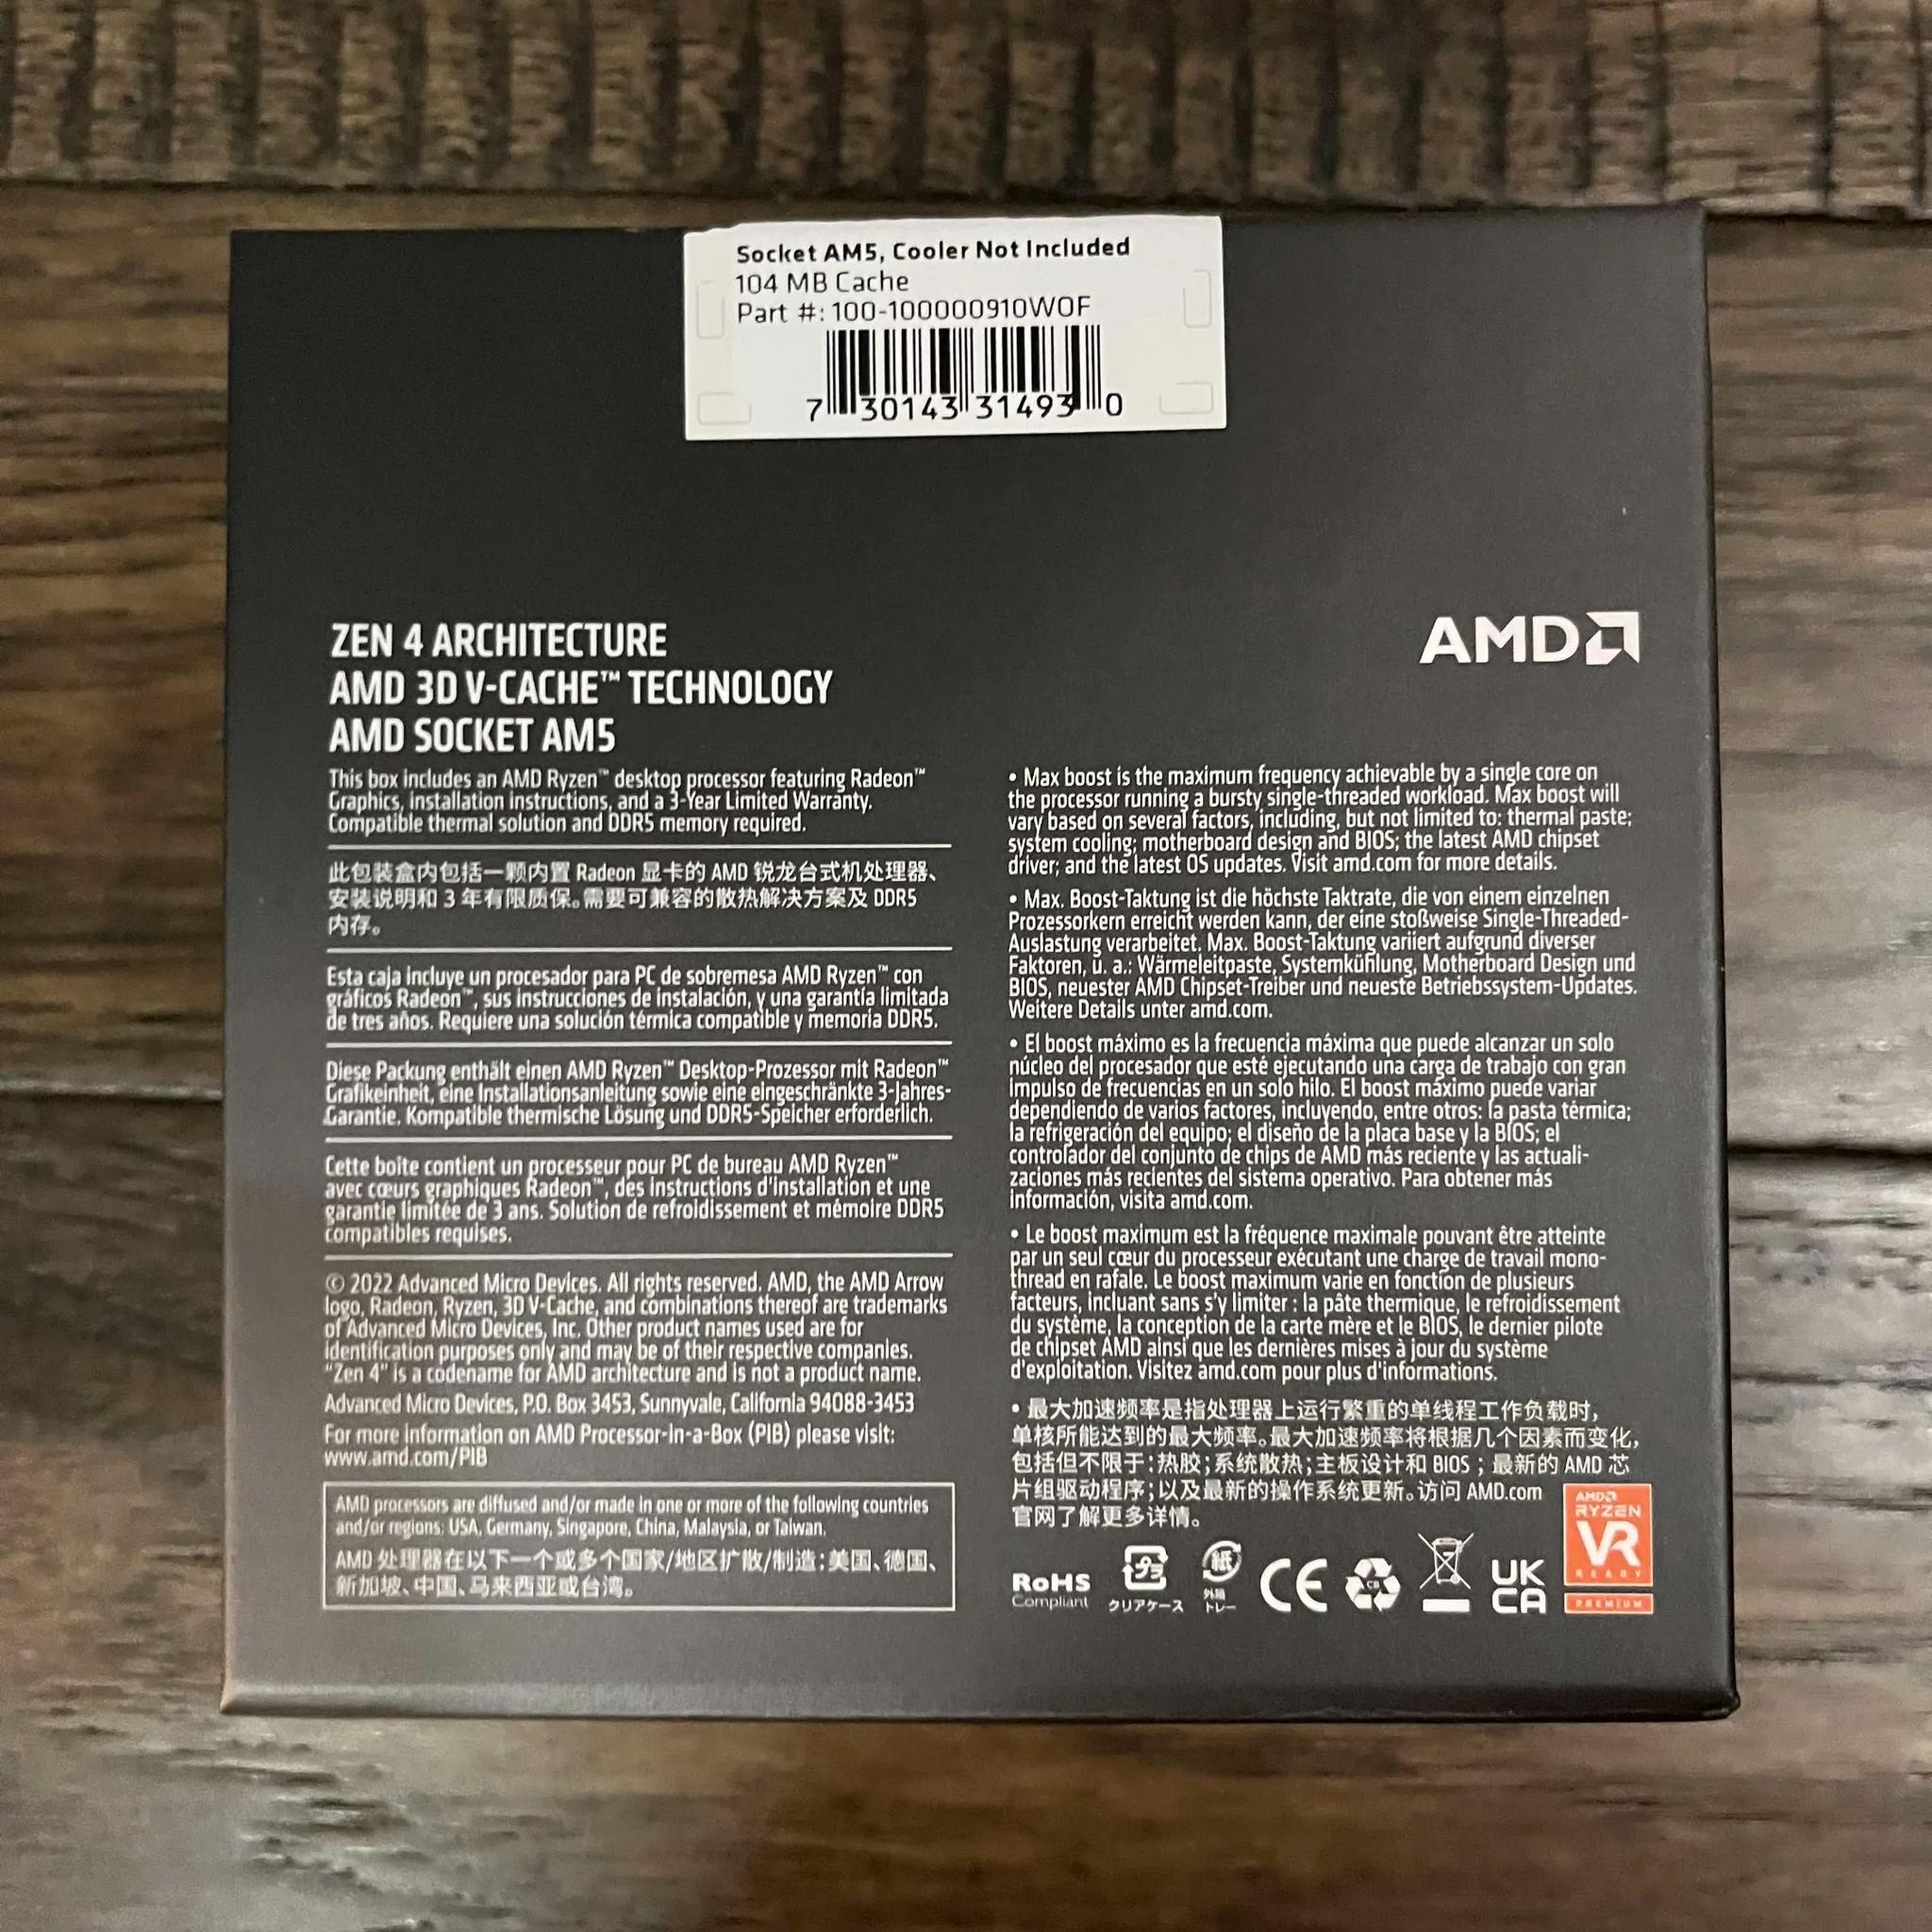 Socket AM5, Cooler Not Included
104 MB Cache
Part #: 100-100000910WOF
7 30143 31493 0
ZEN 4 ARCHITECTURE
AMD 3D V-CACHE™ TECHNOLOGY
AMD SOCKET AM5
This box includes an AMD Ryzen™ desktop processor featuring Radeon™
Graphics, installation instructions, and a 3-Year Limited Warranty.
Compatible thermal solution and DDR5 memory required.
此包装盒内包括一颗内置 Radeon 显卡的 AMD 锐龙台式机处理器、
安装说明和 3 年有限质保。需要可兼容的散热解决方案及 DDR5
内存。
Esta caja incluye un procesador para PC de sobremesa AMD Ryzen™ con
gráficos Radeon™, sus instrucciones de instalación, y una garantía limitada
de tres años. Requiere una solución térmica compatible y memoria DDR5.
Diese Packung enthält einen AMD Ryzen™ Desktop-Prozessor mit Radeon™
Grafikeinheit, eine Installationsanleitung sowie eine eingeschränkte 3-Jahres-
Garantie. Kompatible thermische Lösung und DDR5-Speicher erforderlich.
Cette boîte contient un processeur pour PC de bureau AMD Ryzen™
avec cœurs graphiques Radeon™, des instructions d'installation et une
garantie limitée de 3 ans. Solution de refroidissement et mémoire DDR5
compatibles requises.
© 2022 Advanced Micro Devices. All rights reserved. AMD, the AMD Arrow
logo, Radeon, Ryzen, 3D V-Cache, and combinations thereof are trademarks
of Advanced Micro Devices, Inc. Other product names used are for
identification purposes only and may be of their respective companies.
"Zen 4" is a codename for AMD architecture and is not a product name.
Advanced Micro Devices, P.O. Box 3453, Sunnyvale, California 94088-3453
For more information on AMD Processor-in-a-Box (PIB) please visit:
www.amd.com/PIB
AMD processors are diffused and/or made in one or more of the following countries
and/or regions: USA, Germany, Singapore, China, Malaysia, or Taiwan.
AMD 处理器在以下一个或多个国家/地区扩散/制造：美国、德国、
新加坡、中国、马来西亚或台湾。
AMD
• Max boost is the maximum frequency achievable by a single core on
the processor running a bursty single-threaded workload. Max boost will
vary based on several factors, including, but not limited to: thermal paste;
system cooling; motherboard design and BIOS; the latest AMD chipset
driver; and the latest OS updates. Visit amd.com for more details.
• Max. Boost-Taktung ist die höchste Taktrate, die von einem einzelnen
Prozessorkern erreicht werden kann, der eine stoßweise Single-Threaded-
Auslastung verarbeitet. Max. Boost-Taktung variiert aufgrund diverser
Faktoren, u. a.: Wärmeleitpaste, Systemkühlung, Motherboard Design und
BIOS, neuester AMD Chipset-Treiber und neueste Betriebssystem-Updates.
Weitere Details unter amd.com.
• El boost máximo es la frecuencia máxima que puede alcanzar un solo
núcleo del procesador que esté ejecutando una carga de trabajo con gran
impulso de frecuencias en un solo hilo. El boost máximo puede variar
dependiendo de varios factores, incluyendo, entre otros: la pasta térmica;
la refrigeración del equipo; el diseño de la placa base y la BIOS; el
controlador del conjunto de chips de AMD más reciente y las actuali-
zaciones más recientes del sistema operativo. Para obtener más
información, visita amd.com.
• Le boost maximum est la fréquence maximale pouvant être atteinte
par un seul cœur du processeur exécutant une charge de travail mono-
thread en rafale. Le boost maximum varie en fonction de plusieurs
facteurs, incluant sans s'y limiter : la pâte thermique, le refroidissement
du système, la conception de la carte mère et le BIOS, le dernier pilote
de chipset AMD ainsi que les dernières mises à jour du système
d'exploitation. Visitez amd.com pour plus d'informations.
• 最大加速频率是指处理器上运行繁重的单线程工作负载时，
单核所能达到的最大频率。最大加速频率将根据几个因素而变化，
包括但不限于：热胶；系统散热；主板设计和 BIOS；最新的 AMD 芯
片组驱动程序；以及最新的操作系统更新。访问 AMD.com
官网了解更多详情。
RoHS
Compliant
プラ
クリアケース
紙
外箱
トレー
CE
CB
UK
CA
AMD
RYZEN
VR
READY
PREMIUM